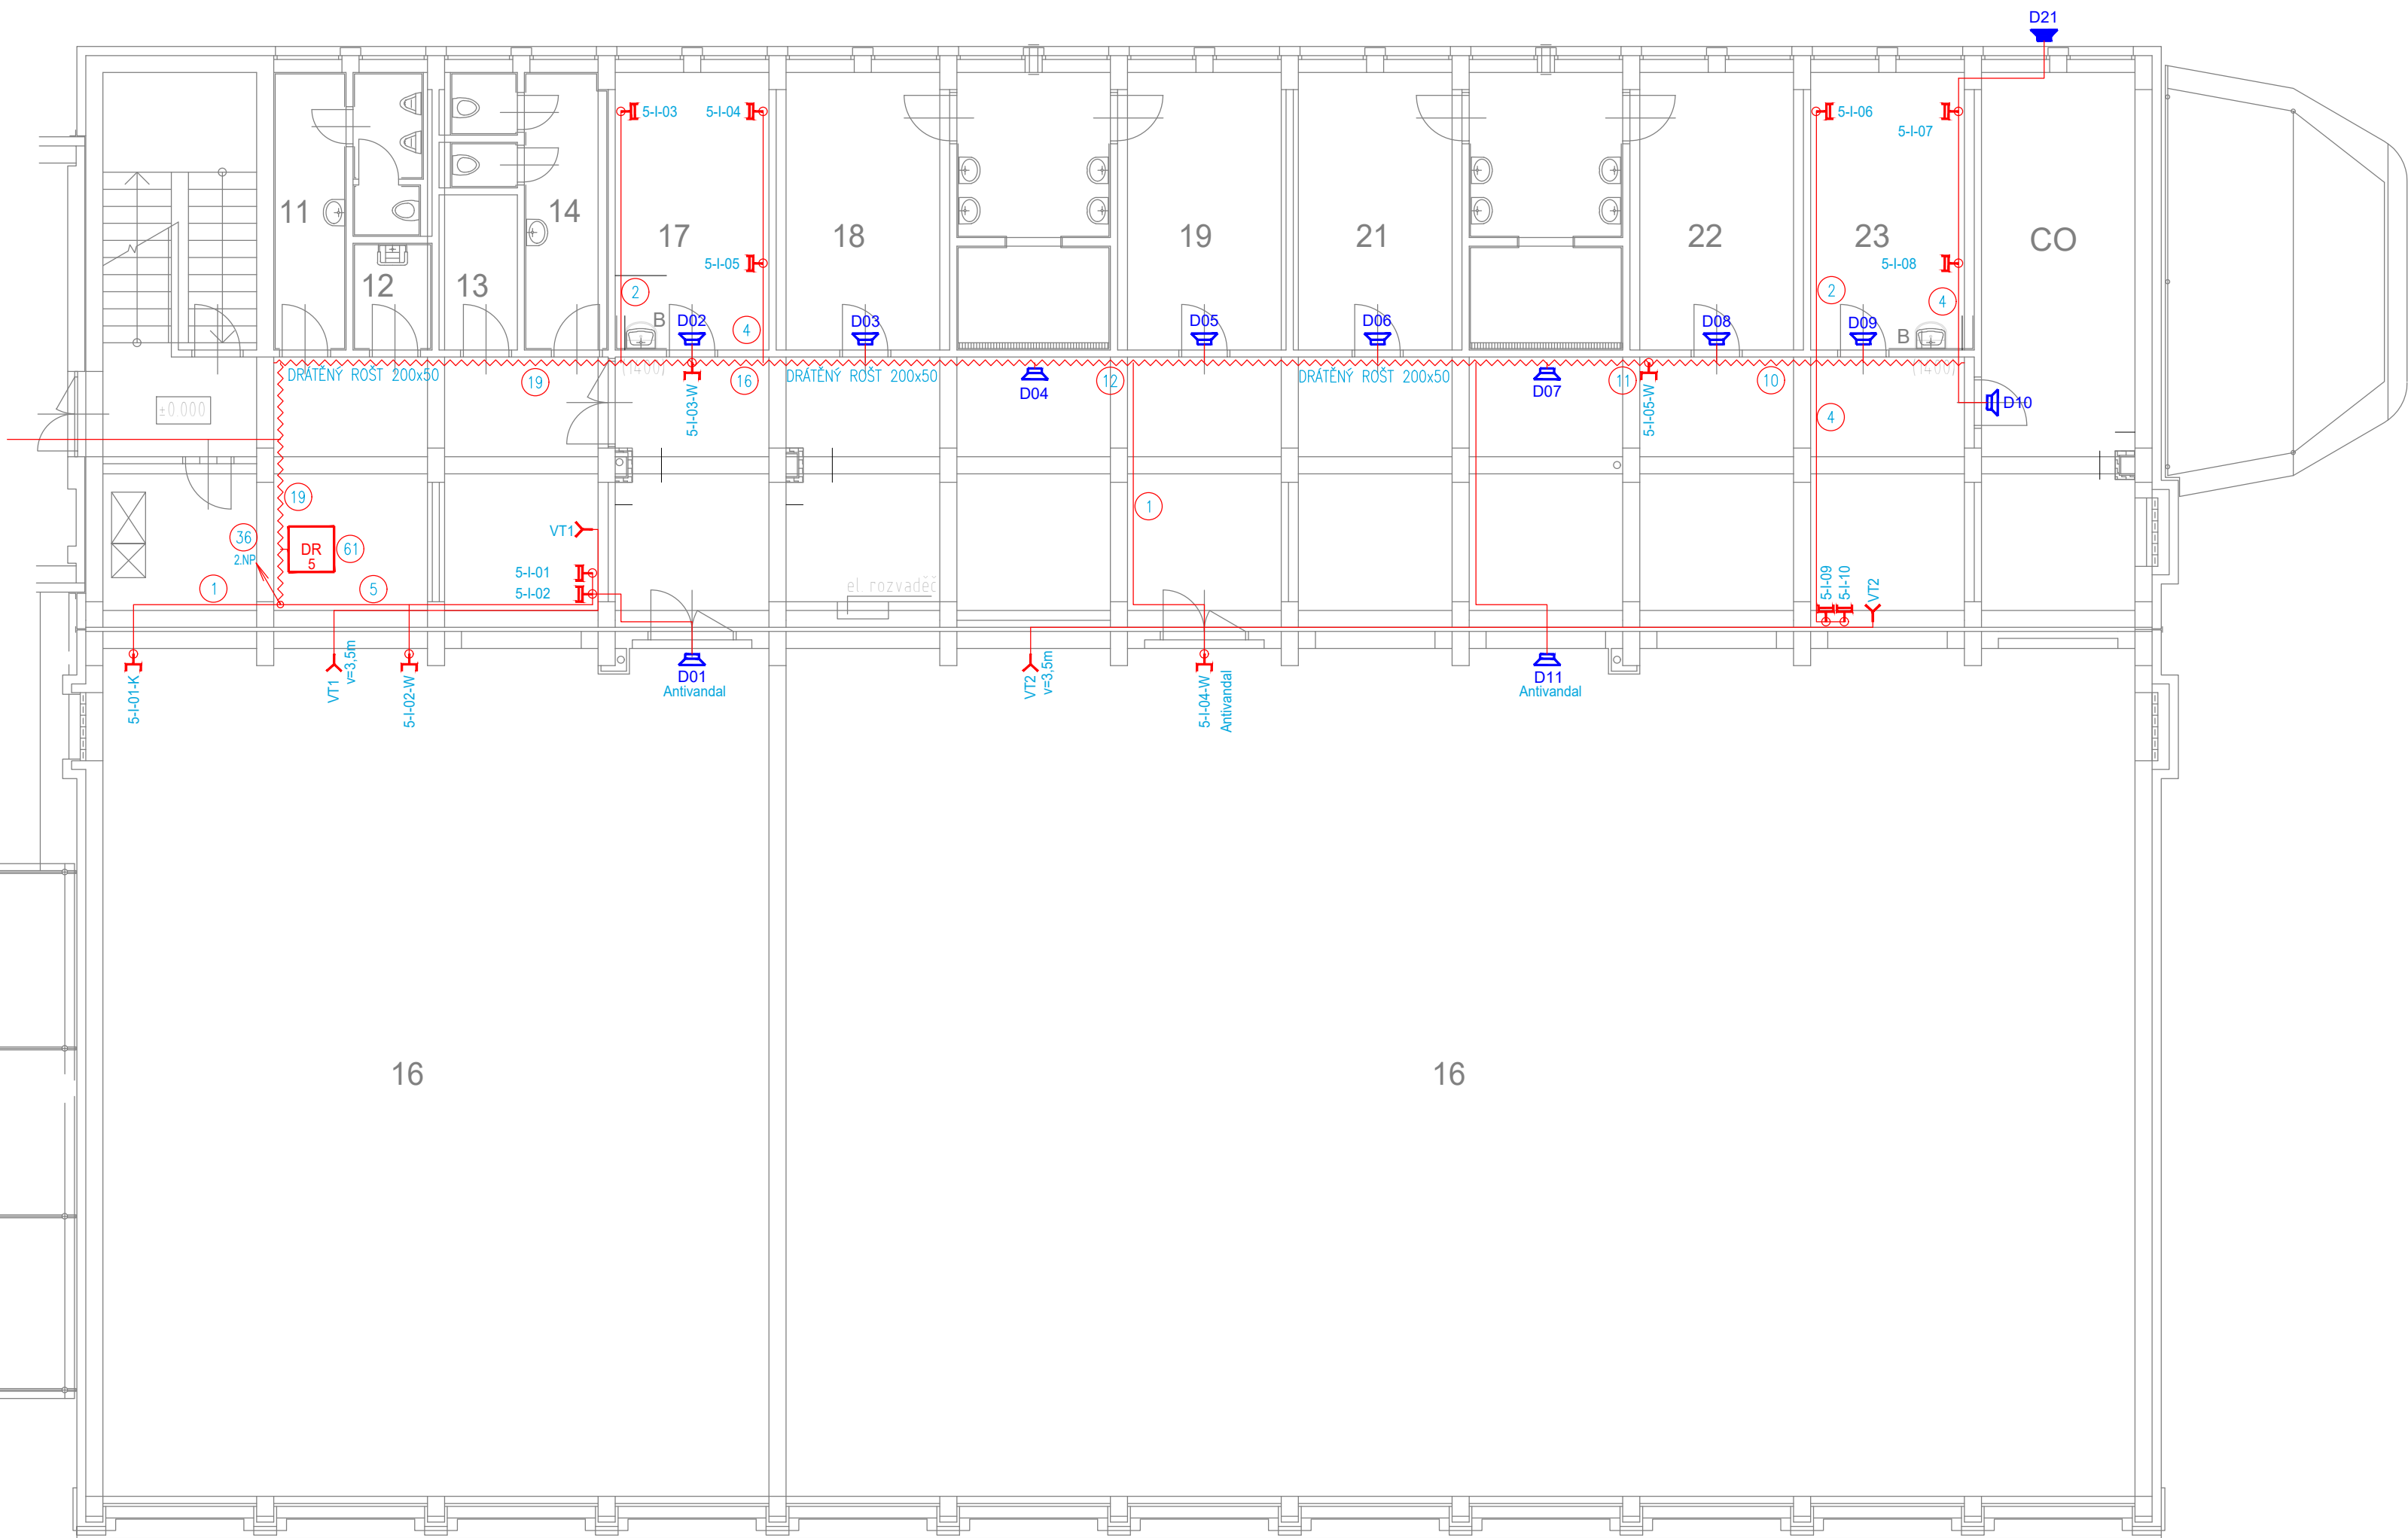 D21
5-I-03
5-I-04
5-I-06
5-I-07
11
14
17
18
19
21
22
23
CO
5-I-05
5-I-08
12
13
2
4
2
4
B
D02
D03
D05
D06
D08
D09
B
DRÁTĚNÝ ROŠT 200x50
19
(1400)
16
DRÁTĚNÝ ROŠT 200x50
D04
12
DRÁTĚNÝ ROŠT 200x50
D07
11
10
(1400)
±0.000
5-I-03-W
5-I-05-W
4
D10
19
1
36
2.NP
DR
5
61
VT1
1
5
5-I-01
5-I-02
el rozvaděč
5-I-09
5-I-10
VT2
5-I-01-K
VT1
v=3,5m
5-I-02-W
D01
Antivandal
VT2
v=3,5m
5-I-04-W
Antivandal
D11
Antivandal
16
16